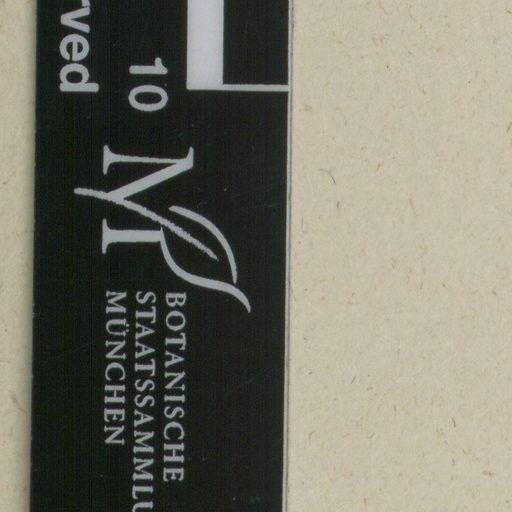 rved
10
BOTANISCHE
STAATSSAMMLU
MÜNCHEN